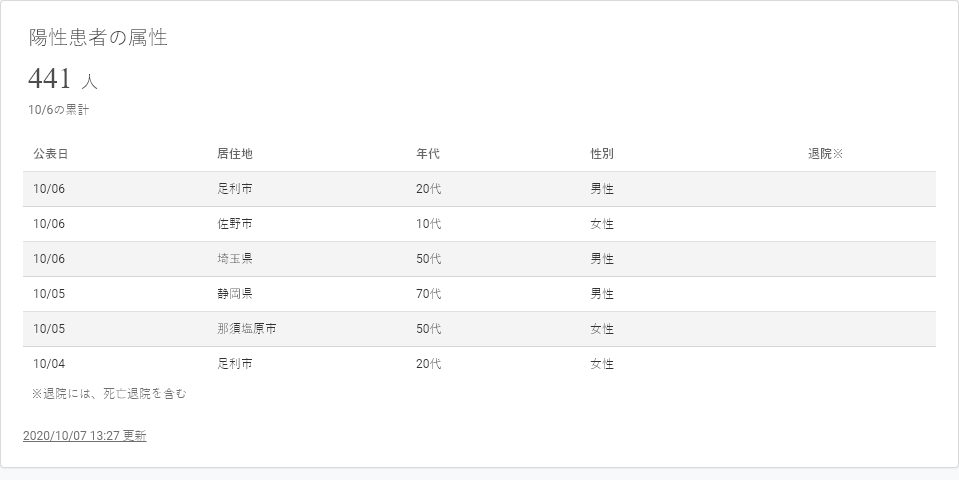 陽性患者の属性
441 人
10/6の累計
公表日 居住地 年代 性別 退院※
10/06 足利市 20代 男性
10/06 佐野市 10代 女性
10/06 埼玉県 50代 男性
10/05 静岡県 70代 男性
10/05 那須塩原市 50代 女性
10/04 足利市 20代 女性
※退院には、死亡退院を含む
2020/10/07 13:27 更新